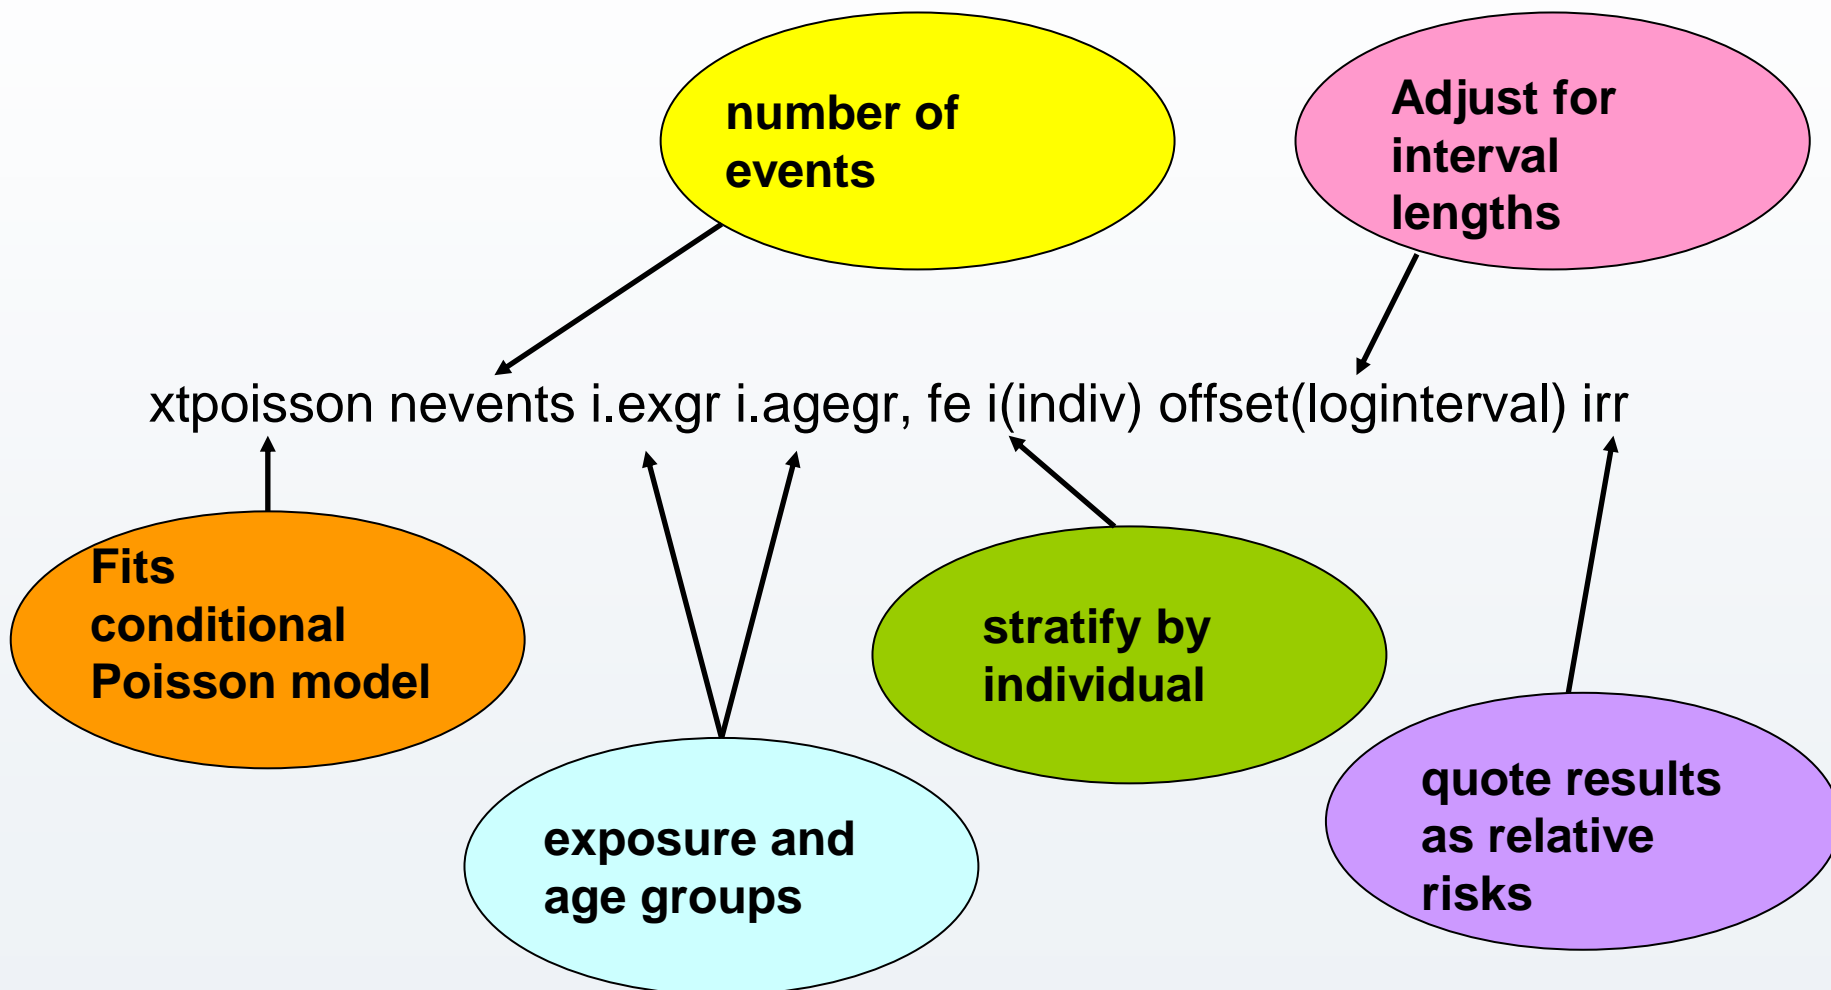 number of
events
Adjust for
interval
lengths
xtpoisson nevents i.exgr i.agegr, fe i(indiv) offset(loginterval) irr
Fits
conditional
Poisson model
exposure and
age groups
stratify by
individual
quote results
as relative
risks